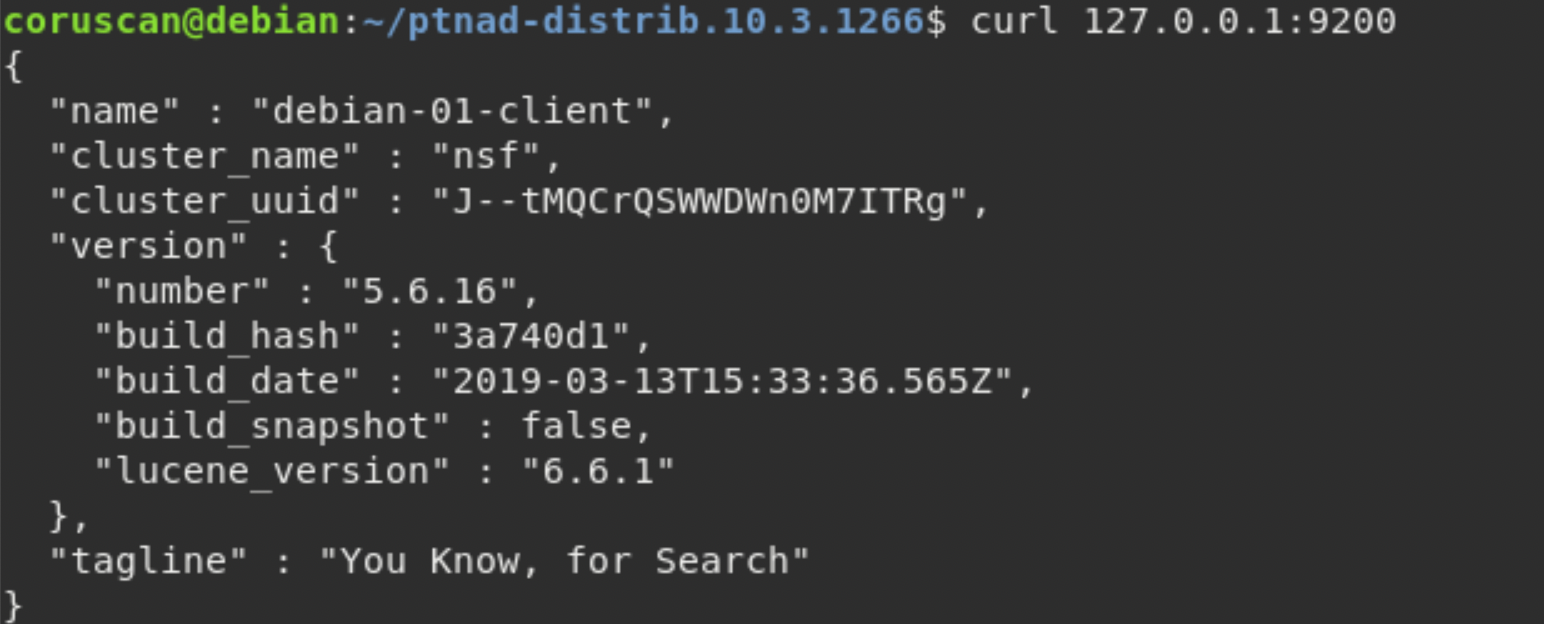 coruscan@debian:~/ptnad-distrib.10.3.1266$ curl 127.0.0.1:9200
{
  "name" : "debian-01-client",
  "cluster_name" : "nsf",
  "cluster_uuid" : "J--tMQCrQSWWDWn0M7ITRg",
  "version" : {
    "number" : "5.6.16",
    "build_hash" : "3a740d1",
    "build_date" : "2019-03-13T15:33:36.565Z",
    "build_snapshot" : false,
    "lucene_version" : "6.6.1"
  },
  "tagline" : "You Know, for Search"
}